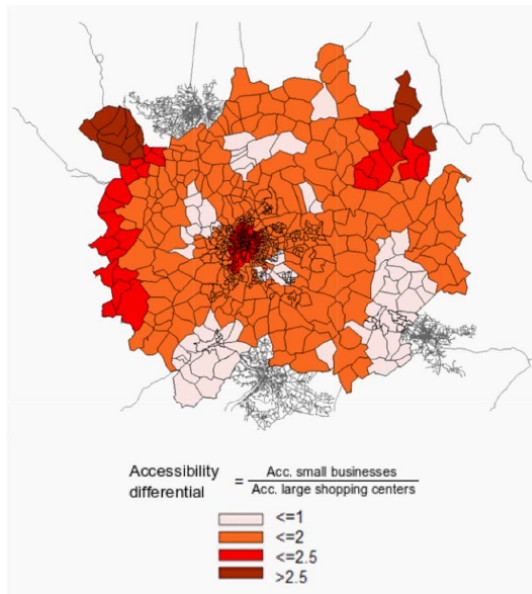 Accessibility differential = Acc. small businesses
Acc. large shopping centers
<=1
<=2
<=2.5
>2.5